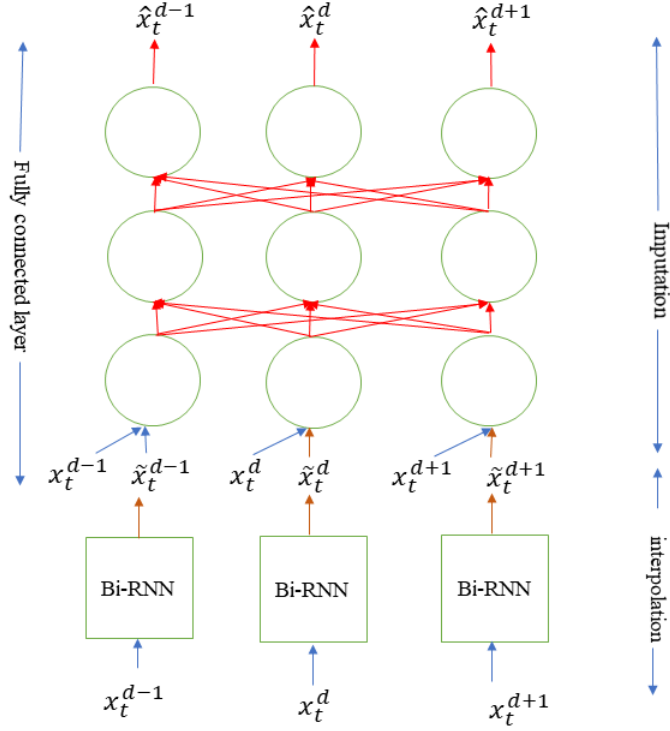 x̂_t^{d−1} x̂_t^d x̂_t^{d+1}
Fully connected layer
Imputation
x_t^{d−1} x̃_t^{d−1} x_t^d x̃_t^d x_t^{d+1} x̃_t^{d+1}
Bi-RNN Bi-RNN Bi-RNN
interpolation
x_t^{d−1} x_t^d x_t^{d+1}